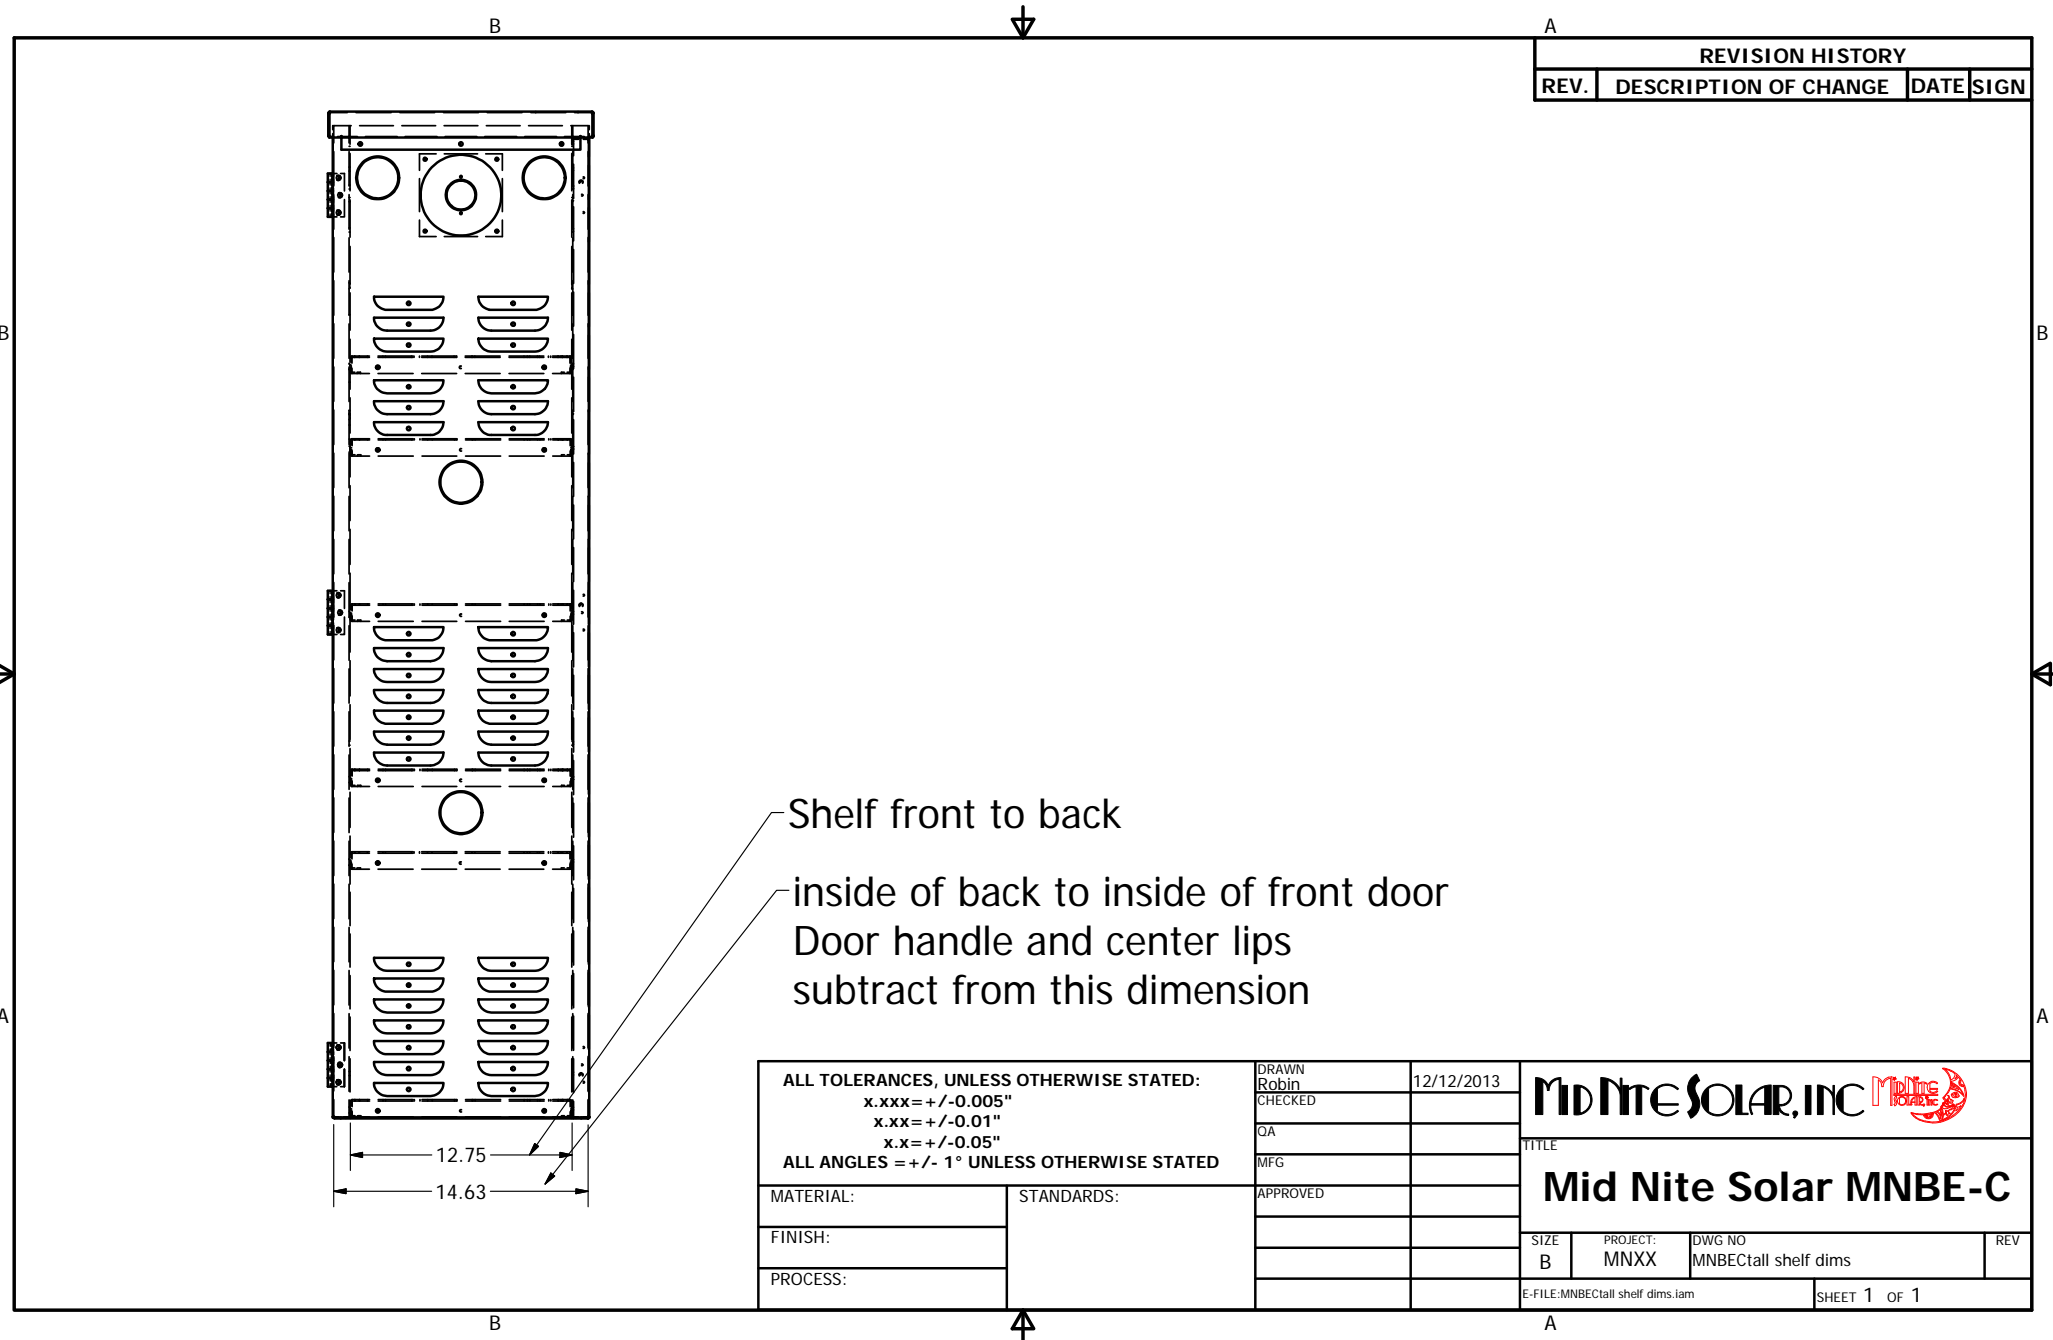 B
A
REVISION HISTORY
REV. DESCRIPTION OF CHANGE DATE SIGN
B
B
Shelf front to back
inside of back to inside of front door
Door handle and center lips
subtract from this dimension
A
A
12.75
14.63
ALL TOLERANCES, UNLESS OTHERWISE STATED:
x.xxx=+/-0.005"
x.xx=+/-0.01"
x.x=+/-0.05"
ALL ANGLES =+/- 1° UNLESS OTHERWISE STATED
MATERIAL:
STANDARDS:
FINISH:
PROCESS:
DRAWN
Robin
12/12/2013
CHECKED
QA
MFG
APPROVED
MIDNITE SOLAR, INC
MIDNITE
SOLAR, INC
TITLE
Mid Nite Solar MNBE-C
SIZE
B
PROJECT:
MNXX
DWG NO
MNBECtall shelf dims
REV
E-FILE:MNBECtall shelf dims.iam
SHEET 1 OF 1
B
A